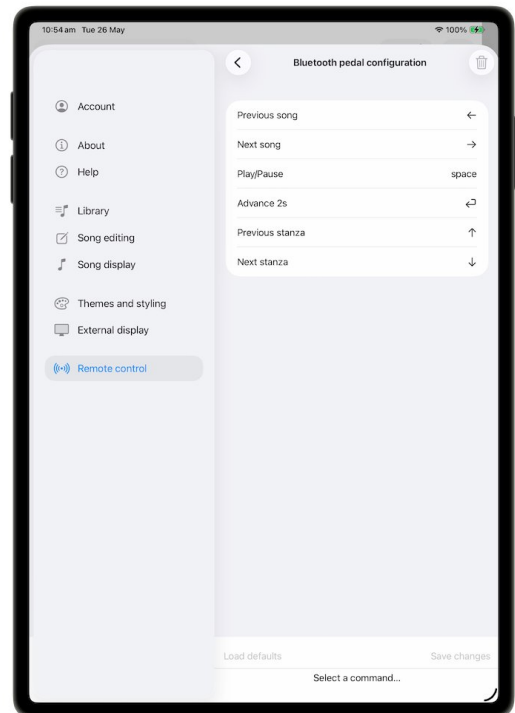 10:54 am Tue 26 May 100%
Bluetooth pedal configuration
Account
About
Help
Library
Song editing
Song display
Themes and styling
External display
Remote control
Previous song ←
Next song →
Play/Pause space
Advance 2s ↵
Previous stanza ↑
Next stanza ↓
Load defaults Save changes
Select a command...